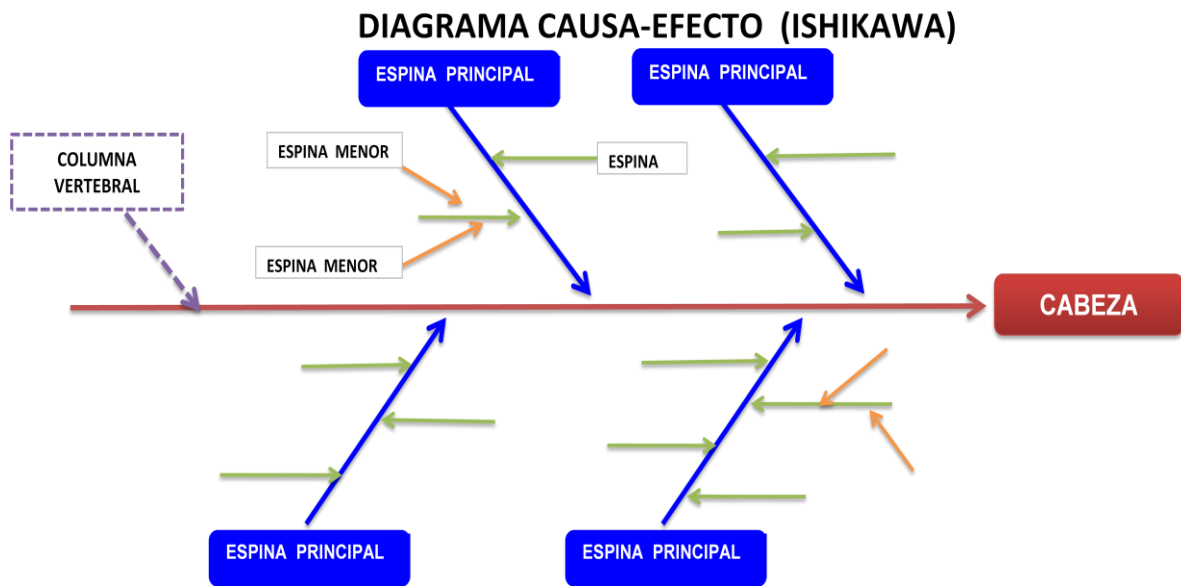 DIAGRAMA CAUSA-EFECTO (ISHIKAWA)
ESPINA PRINCIPAL
ESPINA PRINCIPAL
COLUMNA
VERTEBRAL
ESPINA MENOR
ESPINA
ESPINA MENOR
CABEZA
ESPINA PRINCIPAL
ESPINA PRINCIPAL